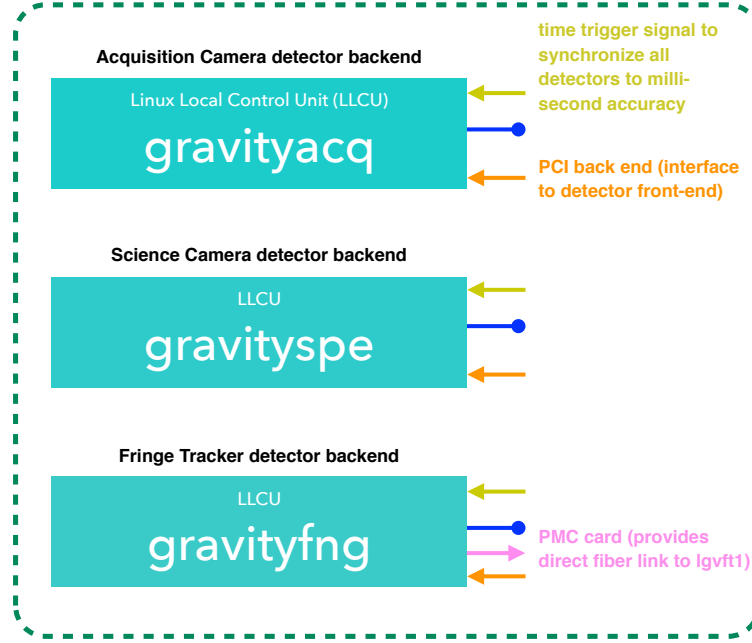 time trigger signal to
synchronize all
detectors to milli-
second accuracy
Acquisition Camera detector backend
Linux Local Control Unit (LLCU)
gravityacq
PCI back end (interface
to detector front-end)
Science Camera detector backend
LLCU
gravityspe
Fringe Tracker detector backend
LLCU
gravityfng
PMC card (provides
direct fiber link to lgvft1)